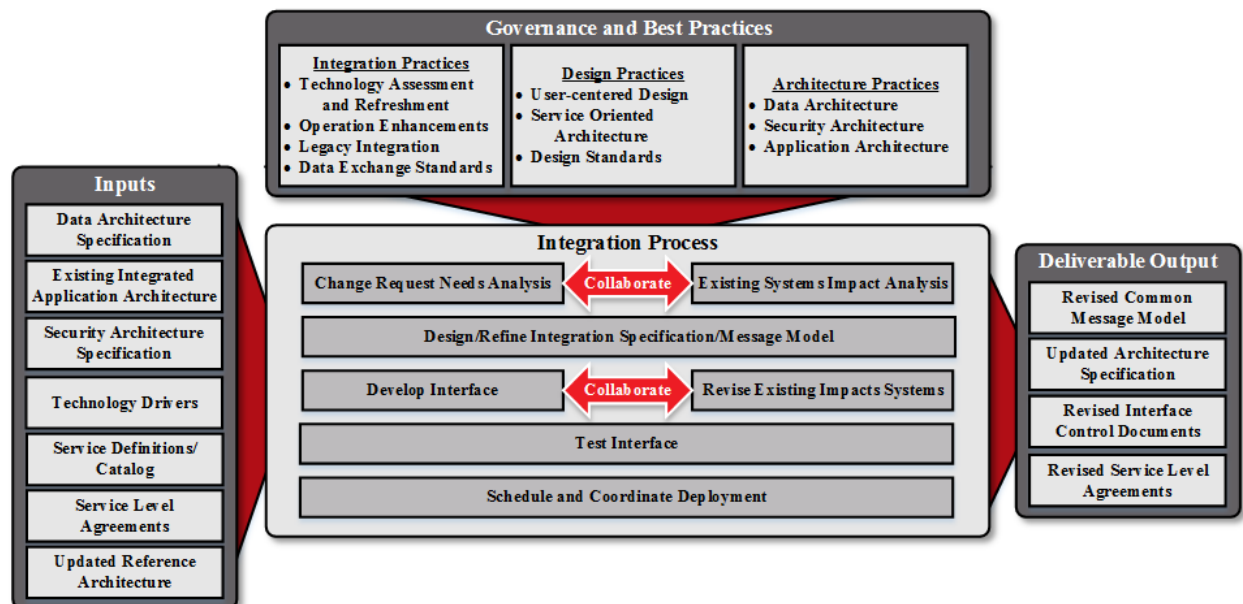 Governance and Best Practices
Integration Practices
• Technology Assessment
and Refreshment
• Operation Enhancements
• Legacy Integration
• Data Exchange Standards
Design Practices
• User-centered Design
• Service Oriented
Architecture
• Design Standards
Architecture Practices
• Data Architecture
• Security Architecture
• Application Architecture
Inputs
Data Architecture
Specification
Existing Integrated
Application Architecture
Security Architecture
Specification
Technology Drivers
Service Definitions/
Catalog
Service Level
Agreements
Updated Reference
Architecture
Integration Process
Change Request Needs Analysis
Collaborate
Existing Systems Impact Analysis
Design/Refine Integration Specification/Message Model
Develop Interface
Collaborate
Revise Existing Impacts Systems
Test Interface
Schedule and Coordinate Deployment
Deliverable Output
Revised Common
Message Model
Updated Architecture
Specification
Revised Interface
Control Documents
Revised Service Level
Agreements